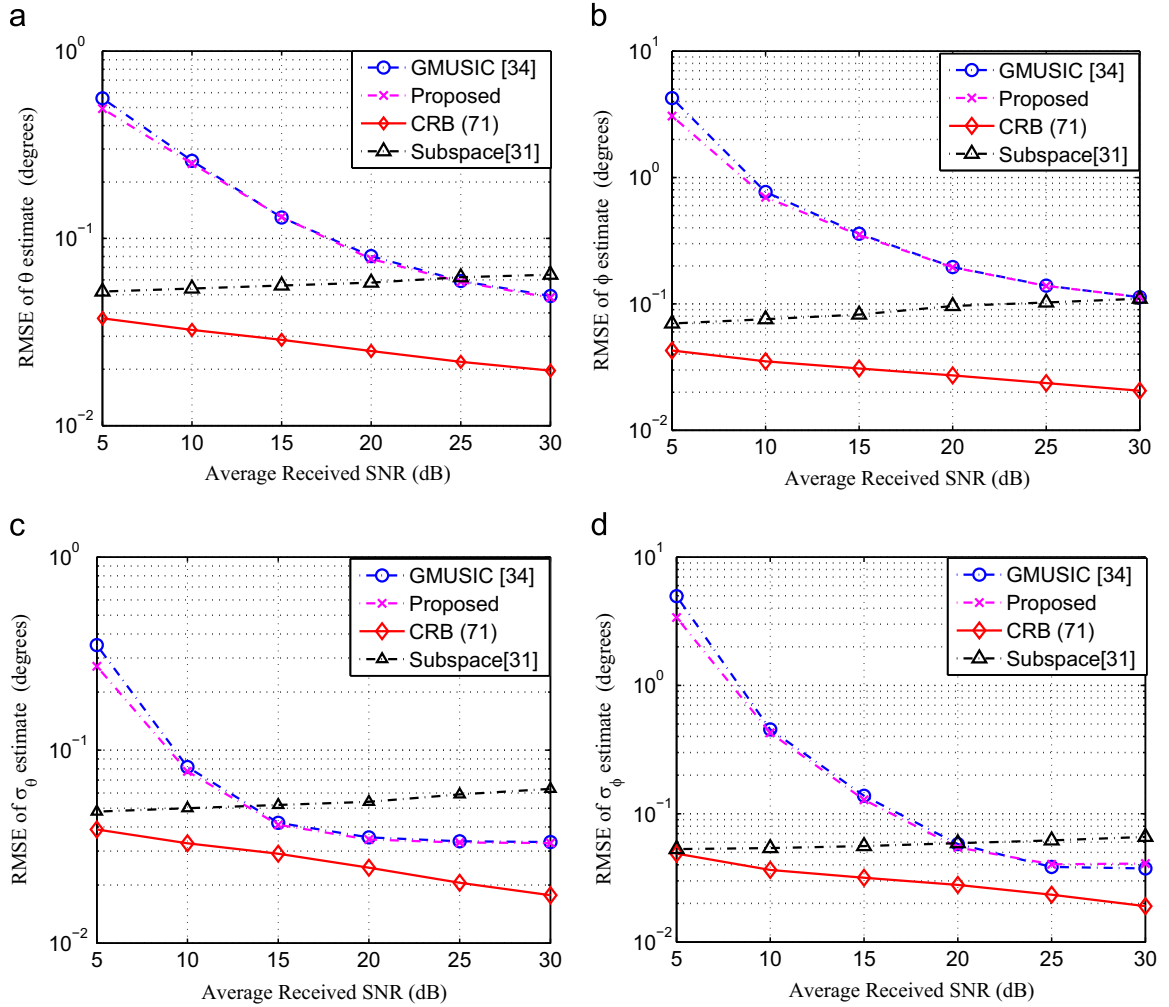 a
10^0
10^-1
10^-2
RMSE of θ estimate (degrees)
GMUSIC [34]
Proposed
CRB (71)
Subspace[31]
5 10 15 20 25 30
Average Received SNR (dB)
b
10^1
10^0
10^-1
10^-2
RMSE of ϕ estimate (degrees)
GMUSIC [34]
Proposed
CRB (71)
Subspace[31]
5 10 15 20 25 30
Average Received SNR (dB)
c
10^0
10^-1
10^-2
RMSE of σ_θ estimate (degrees)
GMUSIC [34]
Proposed
CRB (71)
Subspace[31]
5 10 15 20 25 30
Average Received SNR (dB)
d
10^1
10^0
10^-1
10^-2
RMSE of σ_ϕ estimate (degrees)
GMUSIC [34]
Proposed
CRB (71)
Subspace[31]
5 10 15 20 25 30
Average Received SNR (dB)